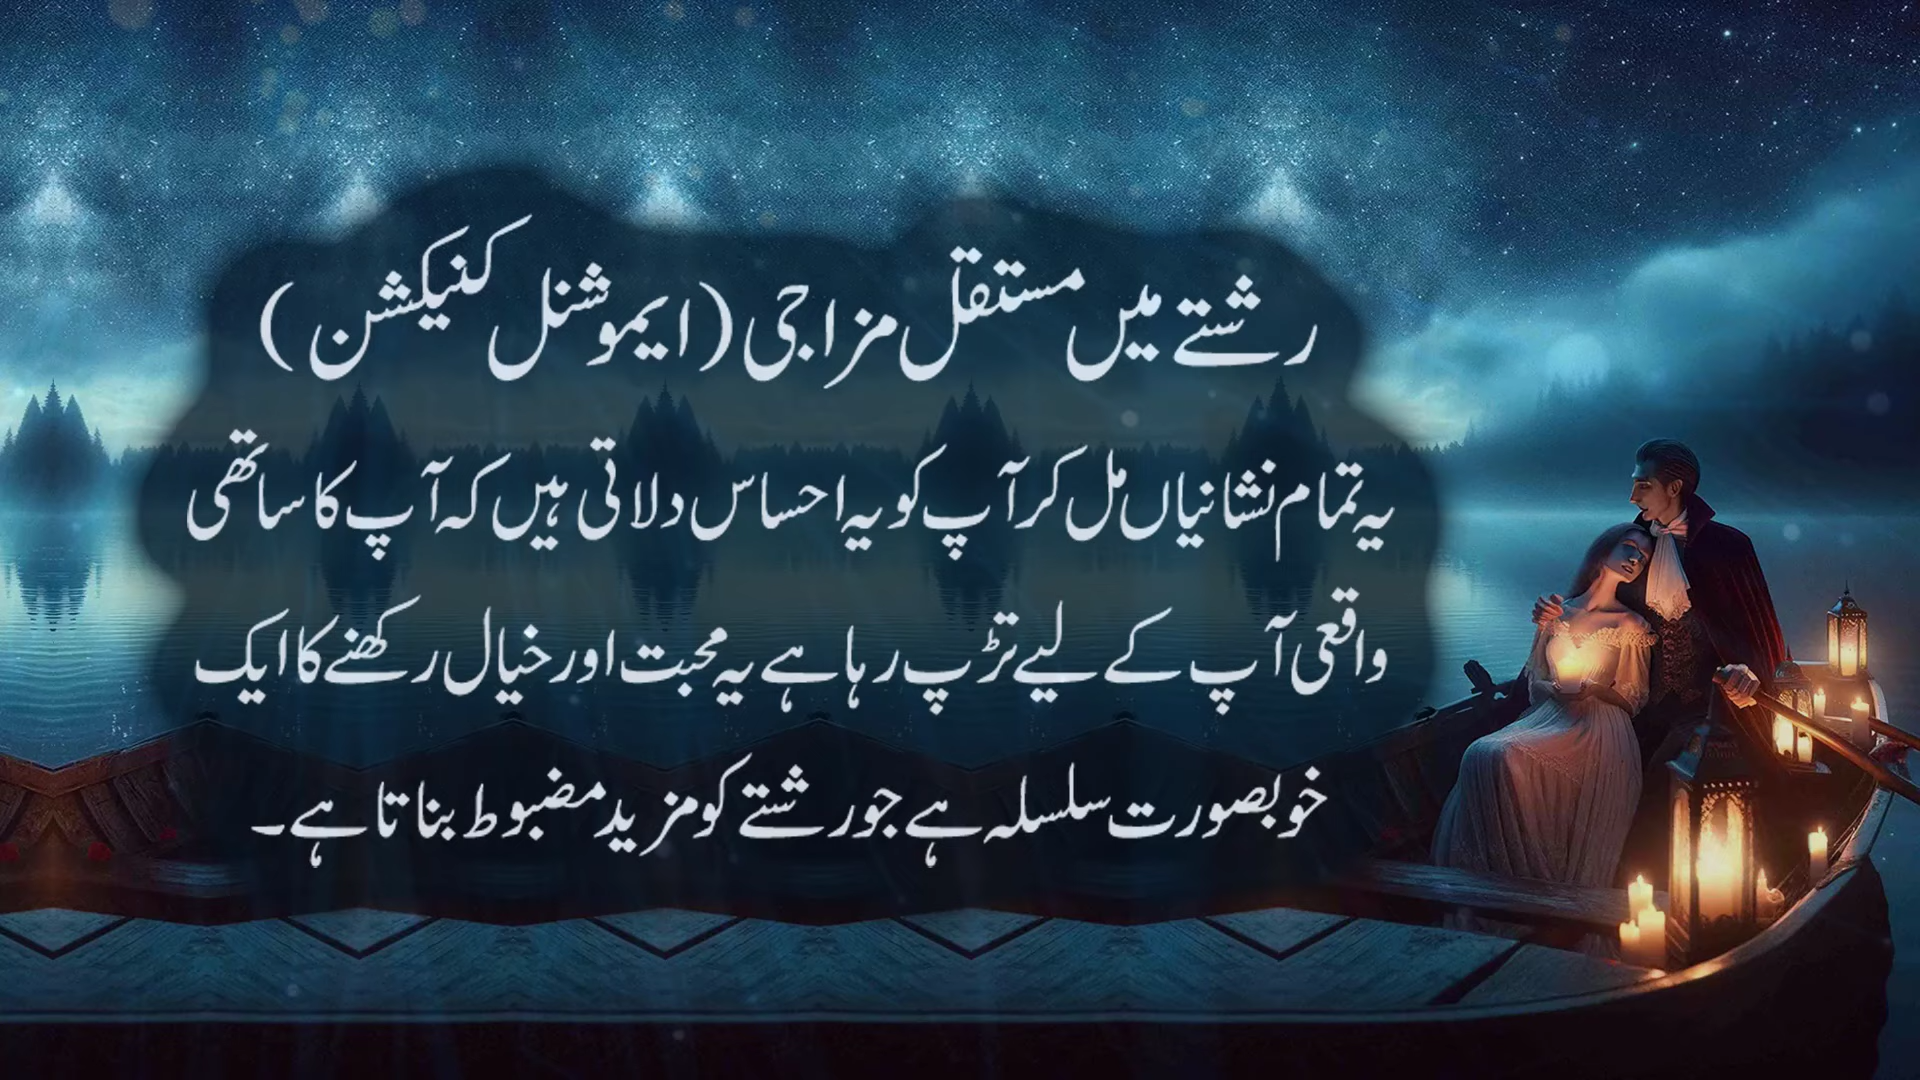 رشتے میں مستقل مزاجی (ایموشنل کنیکشن)
یہ تمام نشانیاں مل کر آپ کو یہ احساس دلاتی ہیں کہ آپ کا ساتھی
واقعی آپ کے لیے تڑپ رہا ہے یہ محبت اور خیال رکھنے کا ایک
خوبصورت سلسلہ ہے جو رشتے کو مزید مضبوط بناتا ہے۔